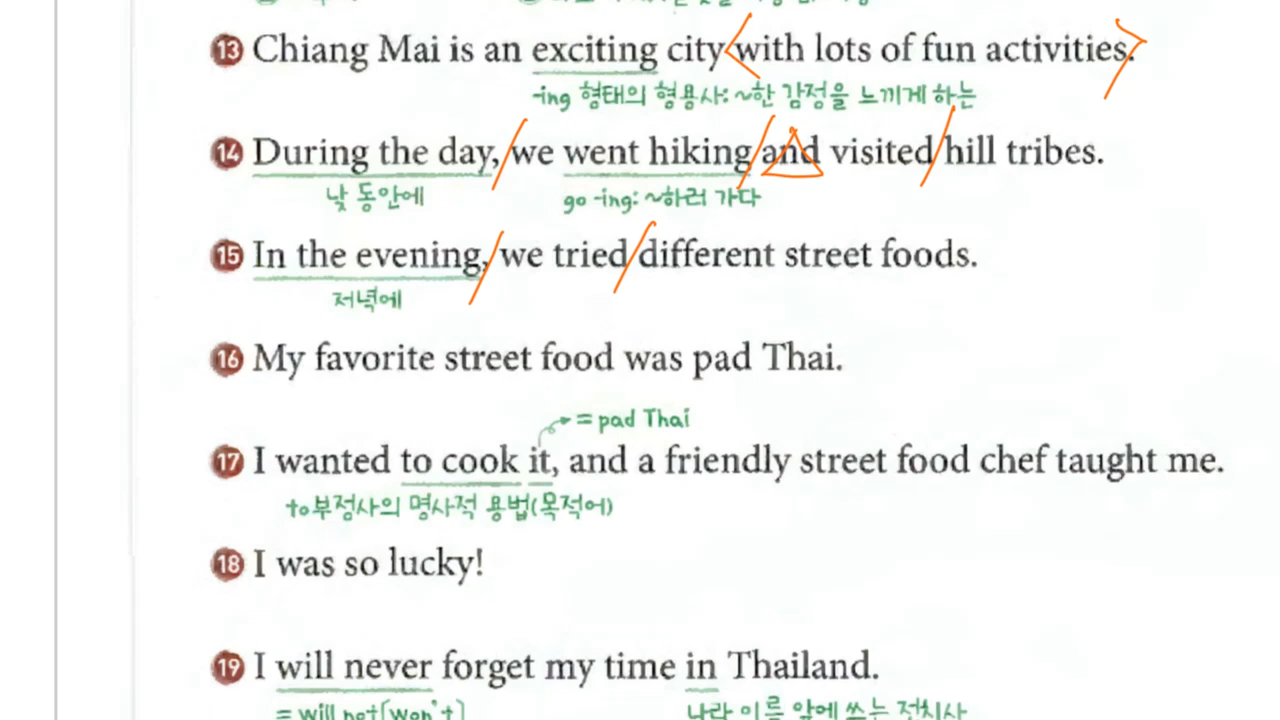 ⑬ Chiang Mai is an exciting city with lots of fun activities.
-ing 형태의 형용사: ~한 감정을 느끼게 하는
⑭ During the day, we went hiking and visited hill tribes.
낮 동안에 go -ing: ~하러 가다
⑮ In the evening, we tried different street foods.
저녁에
⑯ My favorite street food was pad Thai.
= pad Thai
⑰ I wanted to cook it, and a friendly street food chef taught me.
to부정사의 명사적 용법(목적어)
⑱ I was so lucky!
⑲ I will never forget my time in Thailand.
= will not(won't) 나라 이름 앞에 쓰는 전치사